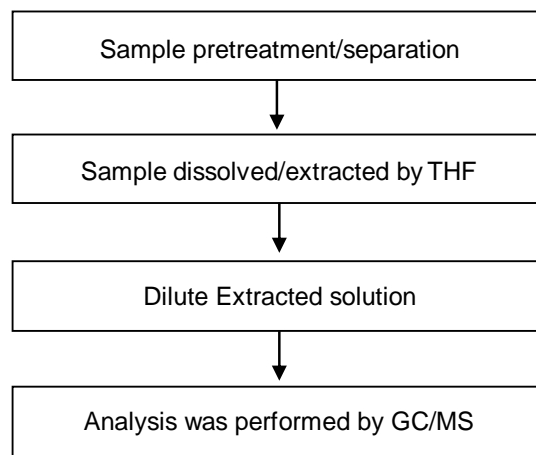 Sample pretreatment/separation
Sample dissolved/extracted by THF
Dilute Extracted solution
Analysis was performed by GC/MS